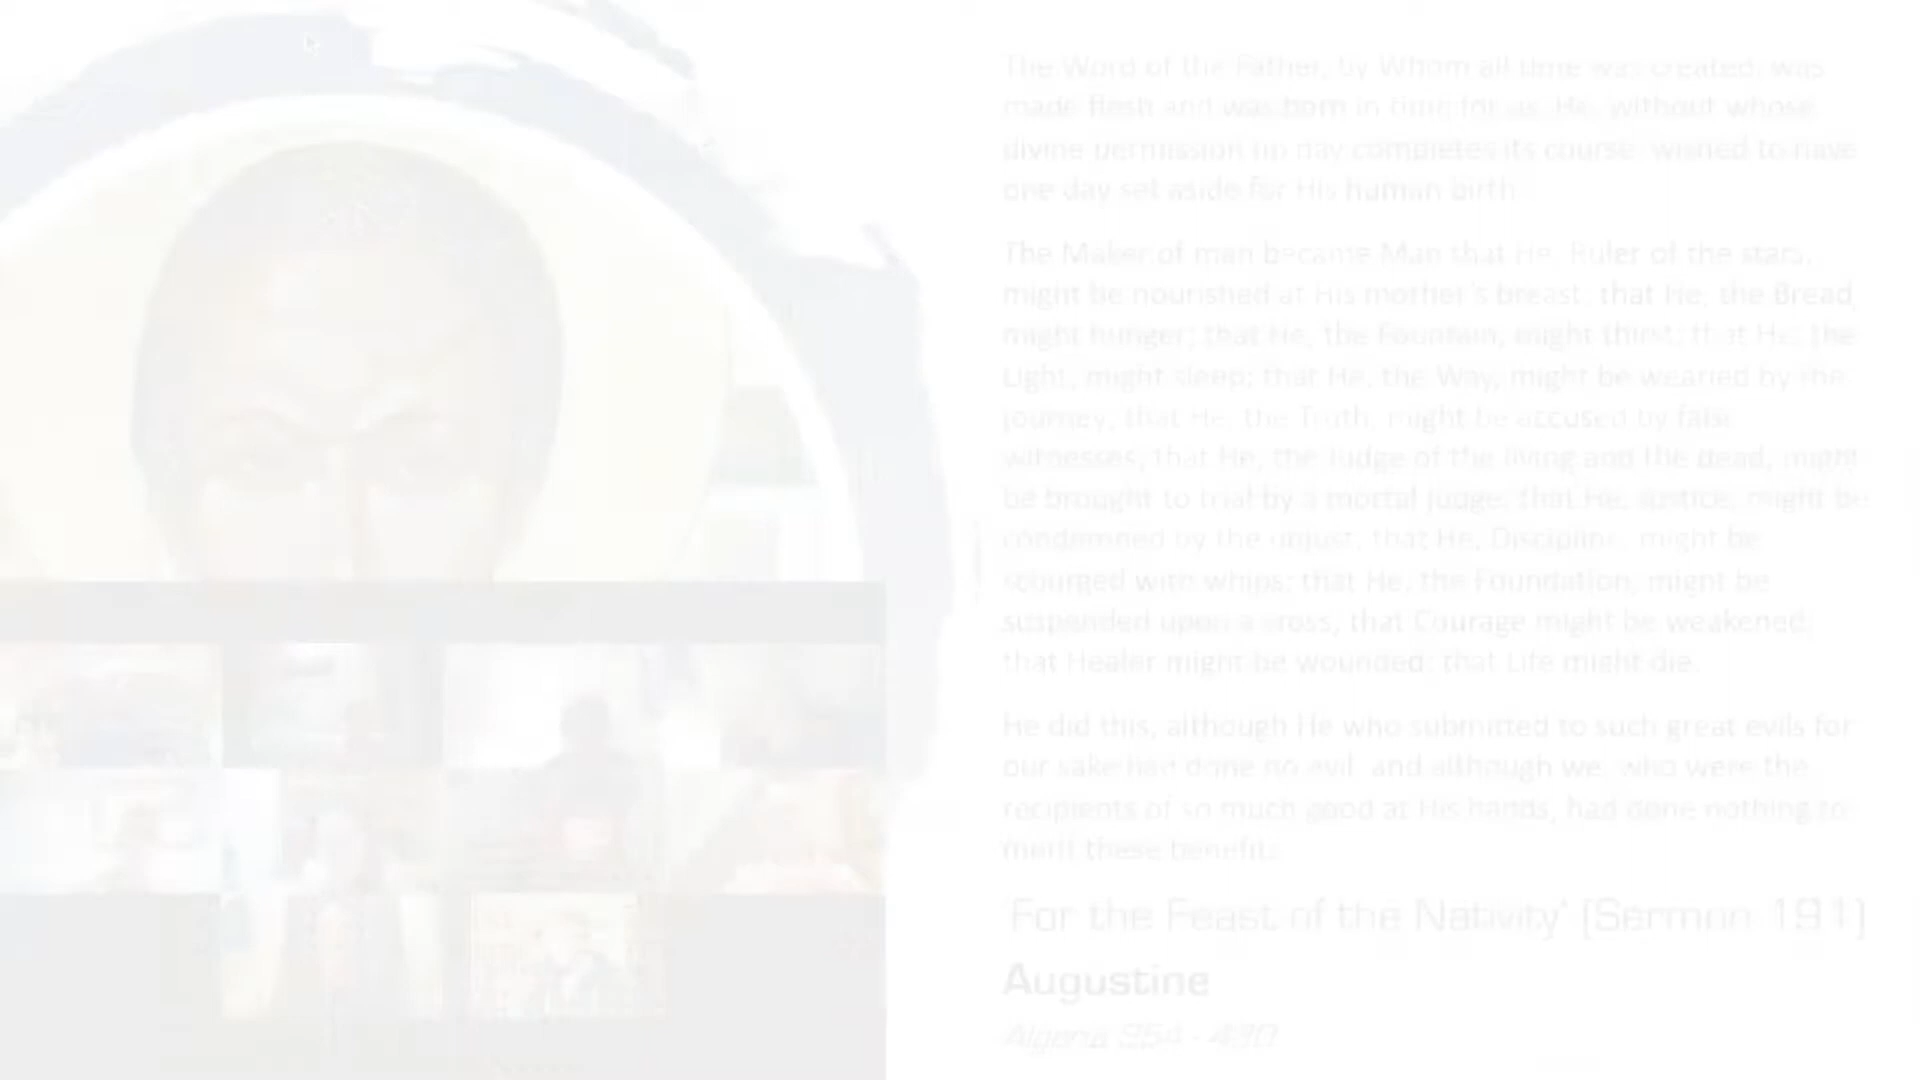 The Word of the Father, by Whom all time was created, was
made flesh and was born in time for us. He, without whose
divine permission no day completes its course, wished to have
one day set aside for His human birth.
The Maker of man became Man that He, Ruler of the stars,
might be nourished at His mother's breast; that He, the Bread,
might hunger; that He, the Fountain, might thirst; that He, the
Light, might sleep; that He, the Way, might be wearied by the
journey; that He, the Truth, might be accused by false
witnesses; that He, the Judge of the living and the dead, might
be brought to trial by a mortal judge; that He, Justice, might be
condemned by the unjust; that He, Discipline, might be
scourged with whips; that He, the Foundation, might be
suspended upon a cross; that Courage might be weakened;
that Healer might be wounded; that Life might die.
He did this, although He who submitted to such great evils for
our sake had done no evil and although we, who were the
recipients of so much good at His hands, had done nothing to
merit these benefits.
'For the Feast of the Nativity' (Sermon 191)
Augustine
Algeria 354 - 430